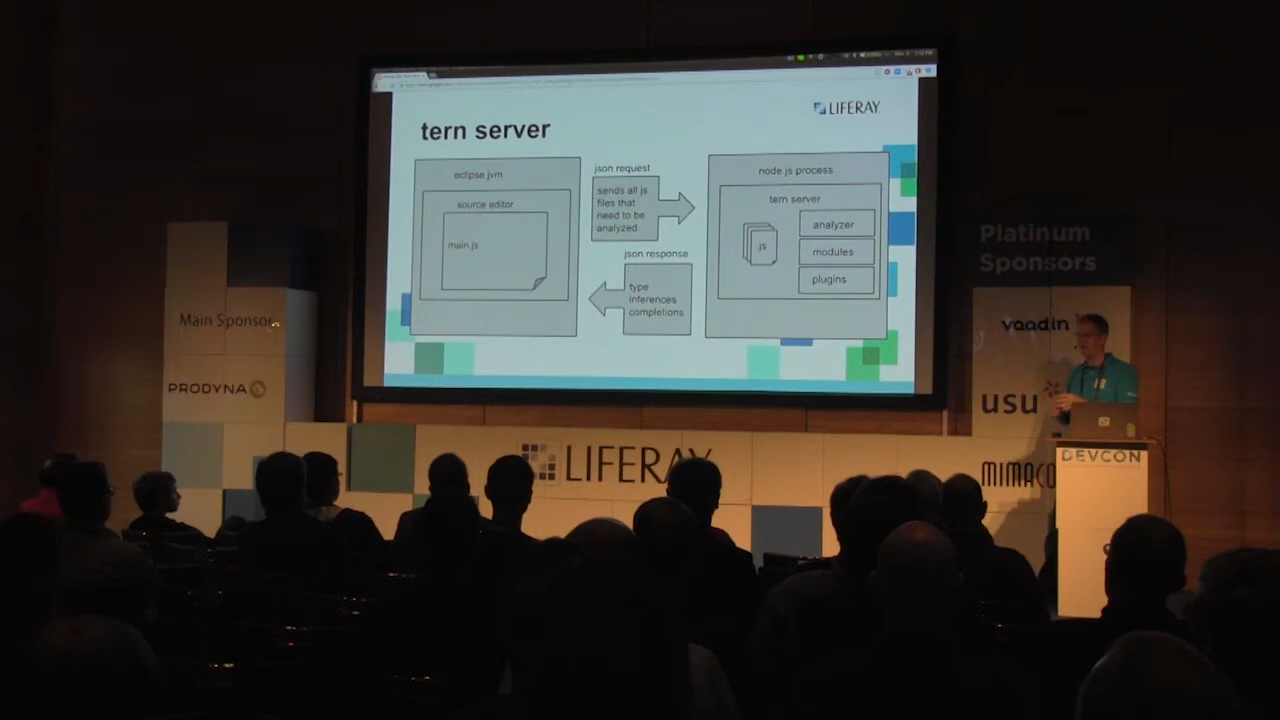 LIFERAY
tern server
eclipse jvm
source editor
main.js
json request
sends all js
files that
need to be
analyzed
json response
type
inferences
completions
node.js process
tern server
js
analyzer
modules
plugins
Main Sponsor
PRODYNA
Platinum
Sponsors
vaadin
usu
MIMACO
LIFERAY
DEVCON